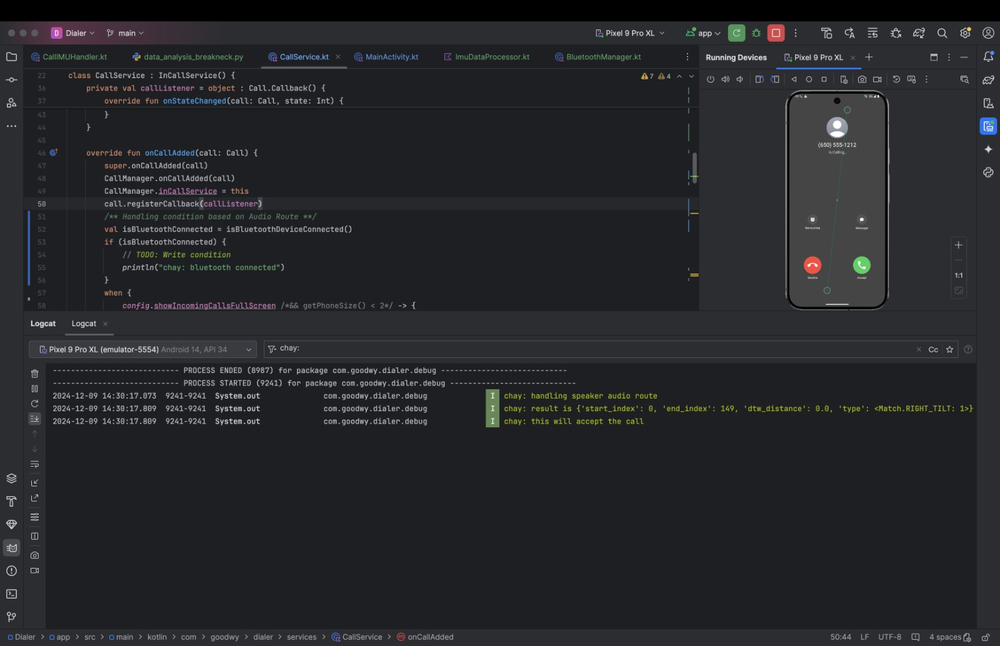 D Dialer main Pixel 9 Pro XL app
CallIMUHandler.kt data_analysis_breakneck.py CallService.kt MainActivity.kt ImuDataProcessor.kt BluetoothManager.kt Running Devices Pixel 9 Pro XL
22 class CallService : InCallService() { 7 4
36 private val callListener = object : Call.Callback() {
37 override fun onStateChanged(call: Call, state: Int) {
43 }
44 }
45
46 override fun onCallAdded(call: Call) {
47 super.onCallAdded(call)
48 CallManager.onCallAdded(call)
49 CallManager.inCallService = this
50 call.registerCallback(callListener)
51 /** Handling condition based on Audio Route **/
52 val isBluetoothConnected = isBluetoothDeviceConnected()
53 if (isBluetoothConnected) {
54 // TODO: Write condition
55 println("chay: bluetooth connected")
56 }
57 when {
58 config.showIncomingCallsFullScreen /*&& getPhoneSize() < 2*/ -> {
(650) 555-1212
Is Calling...
Remind Me Message
Decline Accept
1:1
Logcat Logcat
Pixel 9 Pro XL (emulator-5554) Android 14, API 34 chay: Cc
---------------------------- PROCESS ENDED (8987) for package com.goodwy.dialer.debug ----------------------------
---------------------------- PROCESS STARTED (9241) for package com.goodwy.dialer.debug ----------------------------
2024-12-09 14:30:17.073 9241-9241 System.out com.goodwy.dialer.debug I chay: handling speaker audio route
2024-12-09 14:30:17.809 9241-9241 System.out com.goodwy.dialer.debug I chay: result is {'start_index': 0, 'end_index': 149, 'dtw_distance': 0.0, 'type': <Match.RIGHT_TILT: 1>}
2024-12-09 14:30:17.809 9241-9241 System.out com.goodwy.dialer.debug I chay: this will accept the call
Dialer > app > src > main > kotlin > com > goodwy > dialer > services > CallService > onCallAdded 50:44 LF UTF-8 4 spaces